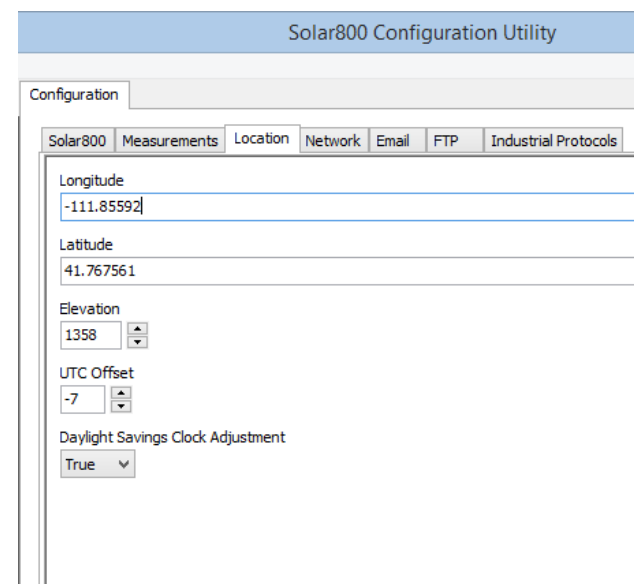 Solar800 Configuration Utility
Configuration
Solar800 Measurements Location Network Email FTP Industrial Protocols
Longitude
-111.85592
Latitude
41.767561
Elevation
1358
UTC Offset
-7
Daylight Savings Clock Adjustment
True